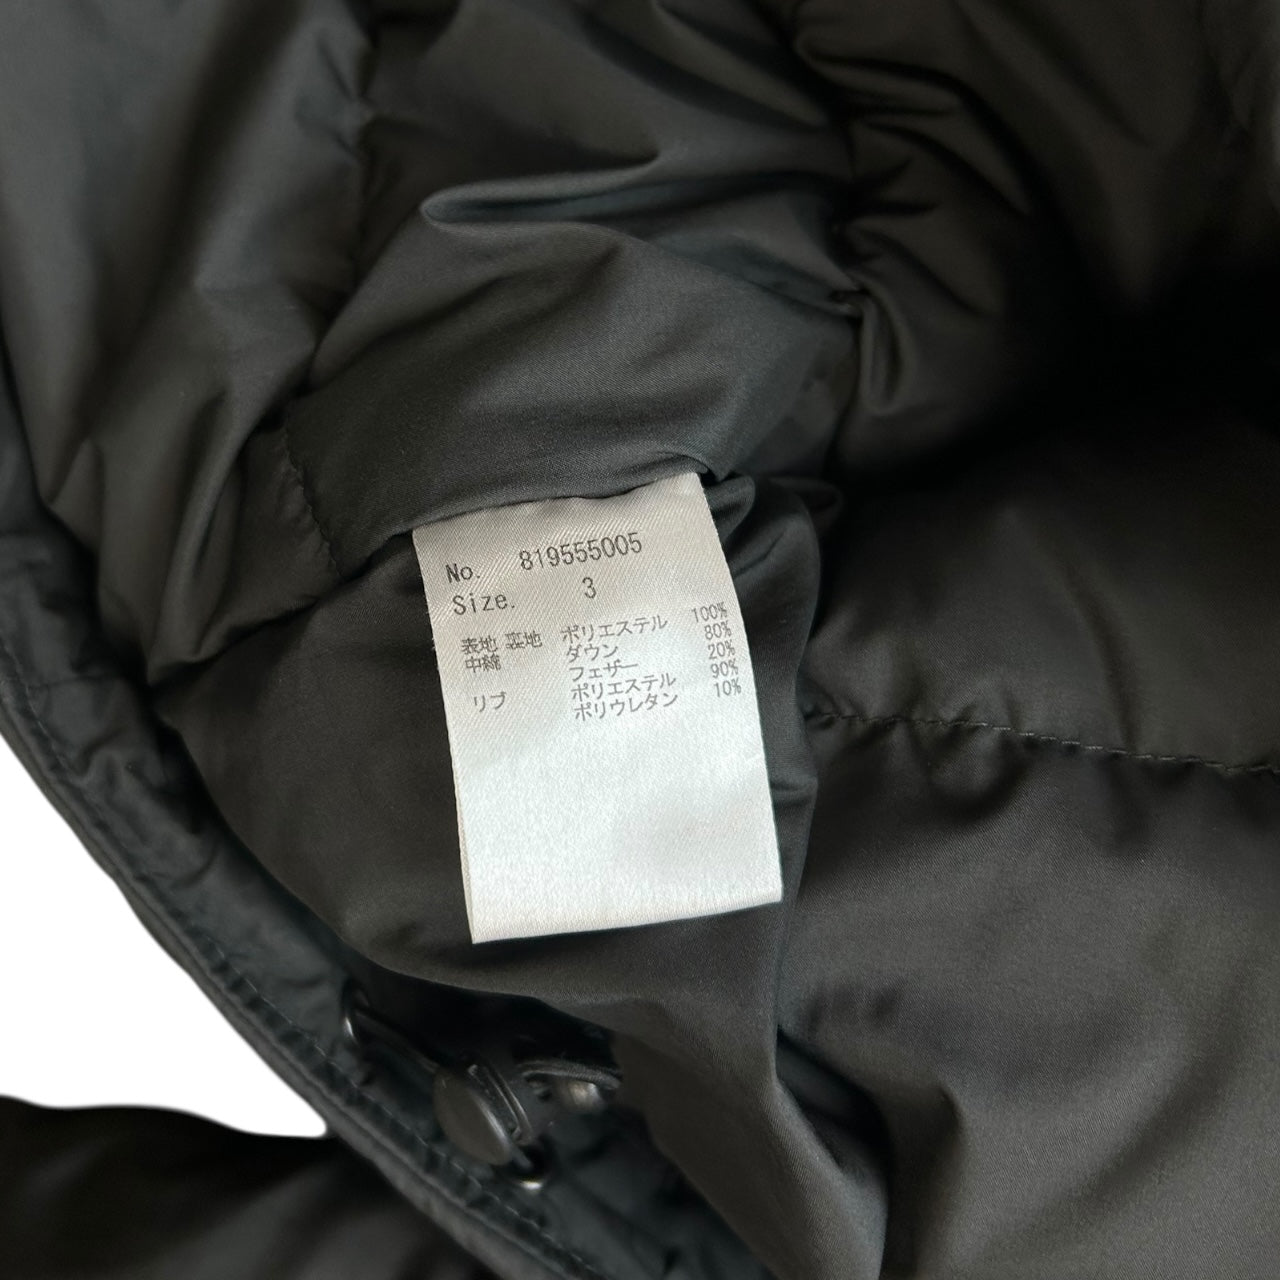 No. 819555005
Size. 3
表地 裏地 ポリエステル 100%
中綿 ダウン 80%
フェザー 20%
リブ ポリエステル 90%
ポリウレタン 10%